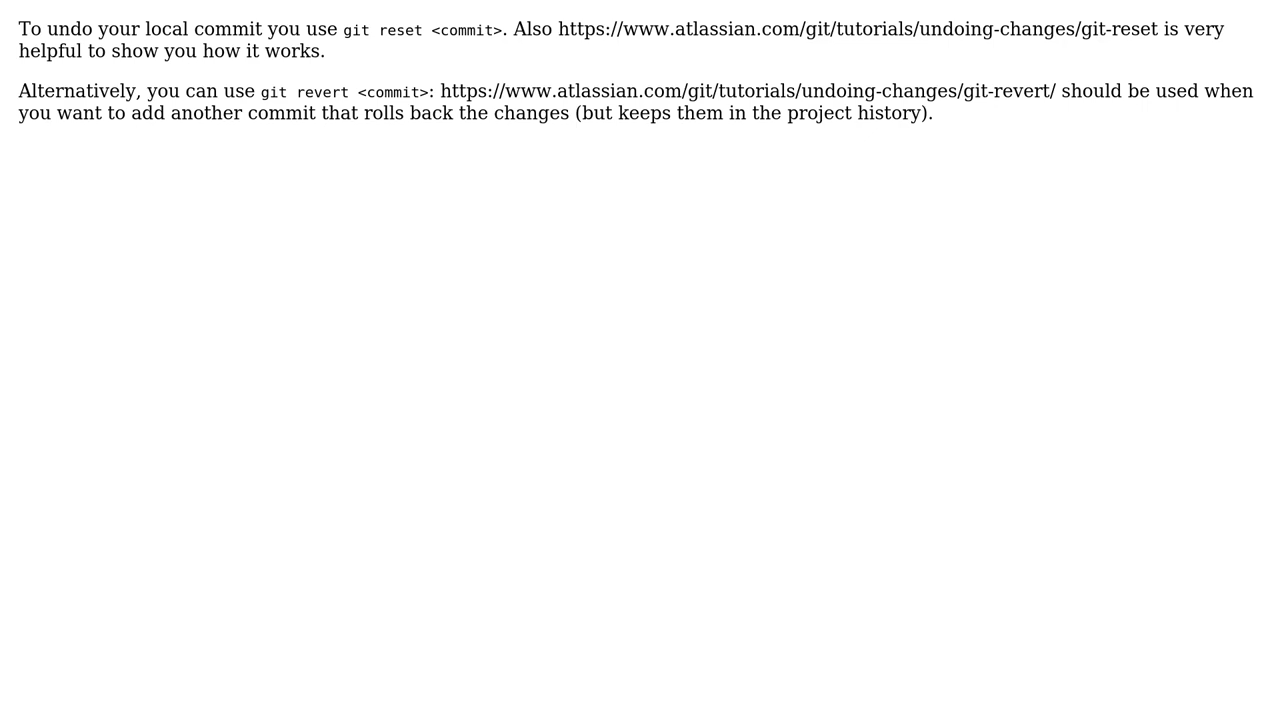 To undo your local commit you use git reset <commit>. Also https://www.atlassian.com/git/tutorials/undoing-changes/git-reset is very
helpful to show you how it works.
Alternatively, you can use git revert <commit>: https://www.atlassian.com/git/tutorials/undoing-changes/git-revert/ should be used when
you want to add another commit that rolls back the changes (but keeps them in the project history).